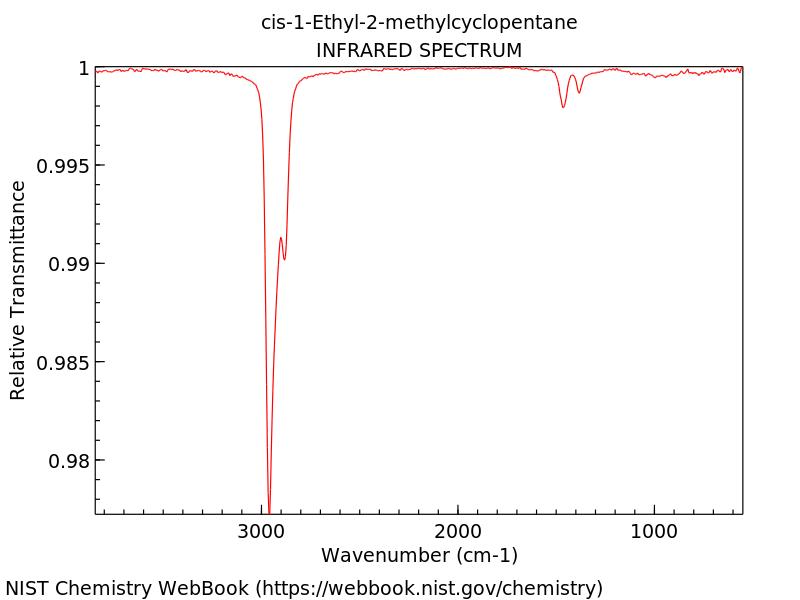 cis-1-Ethyl-2-methylcyclopentane
INFRARED SPECTRUM
1
0.995
0.99
0.985
0.98
Relative Transmittance
3000 2000 1000
Wavenumber (cm-1)
NIST Chemistry WebBook (https://webbook.nist.gov/chemistry)